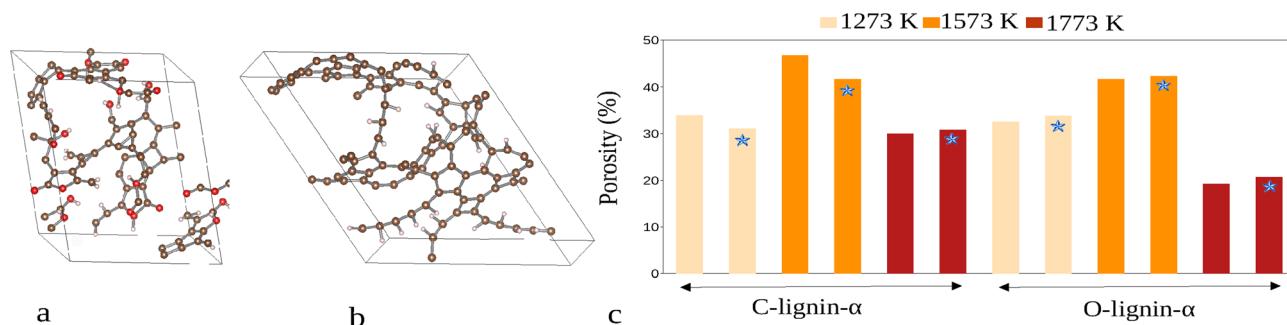 1273 K 1573 K 1773 K
50
40
30
20
10
0
Porosity (%)
C-lignin-α O-lignin-α
a b c